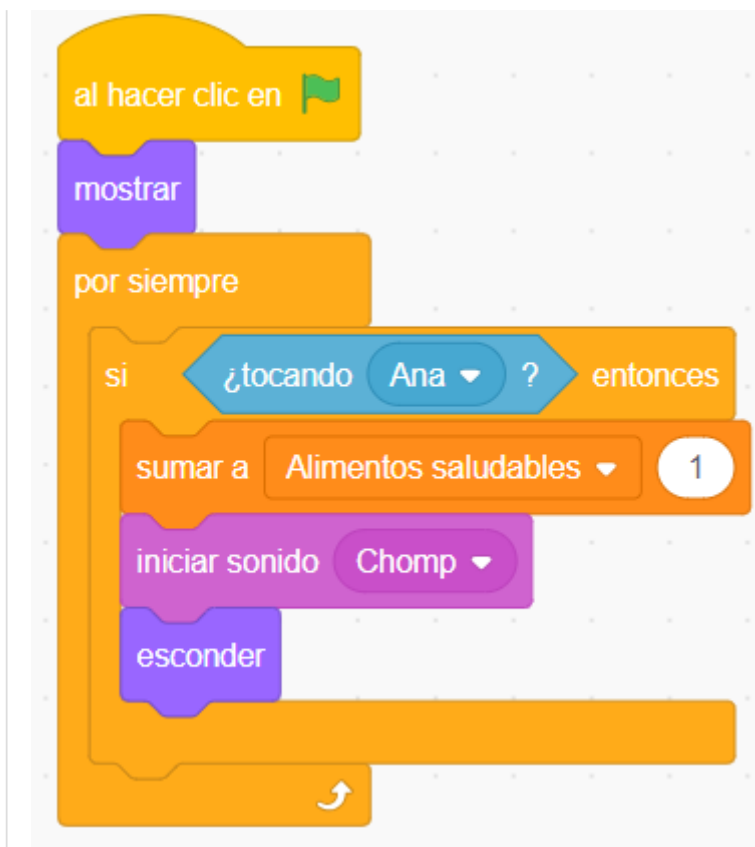 al hacer clic en
mostrar
por siempre
si ¿tocando Ana ? entonces
sumar a Alimentos saludables 1
iniciar sonido Chomp
esconder